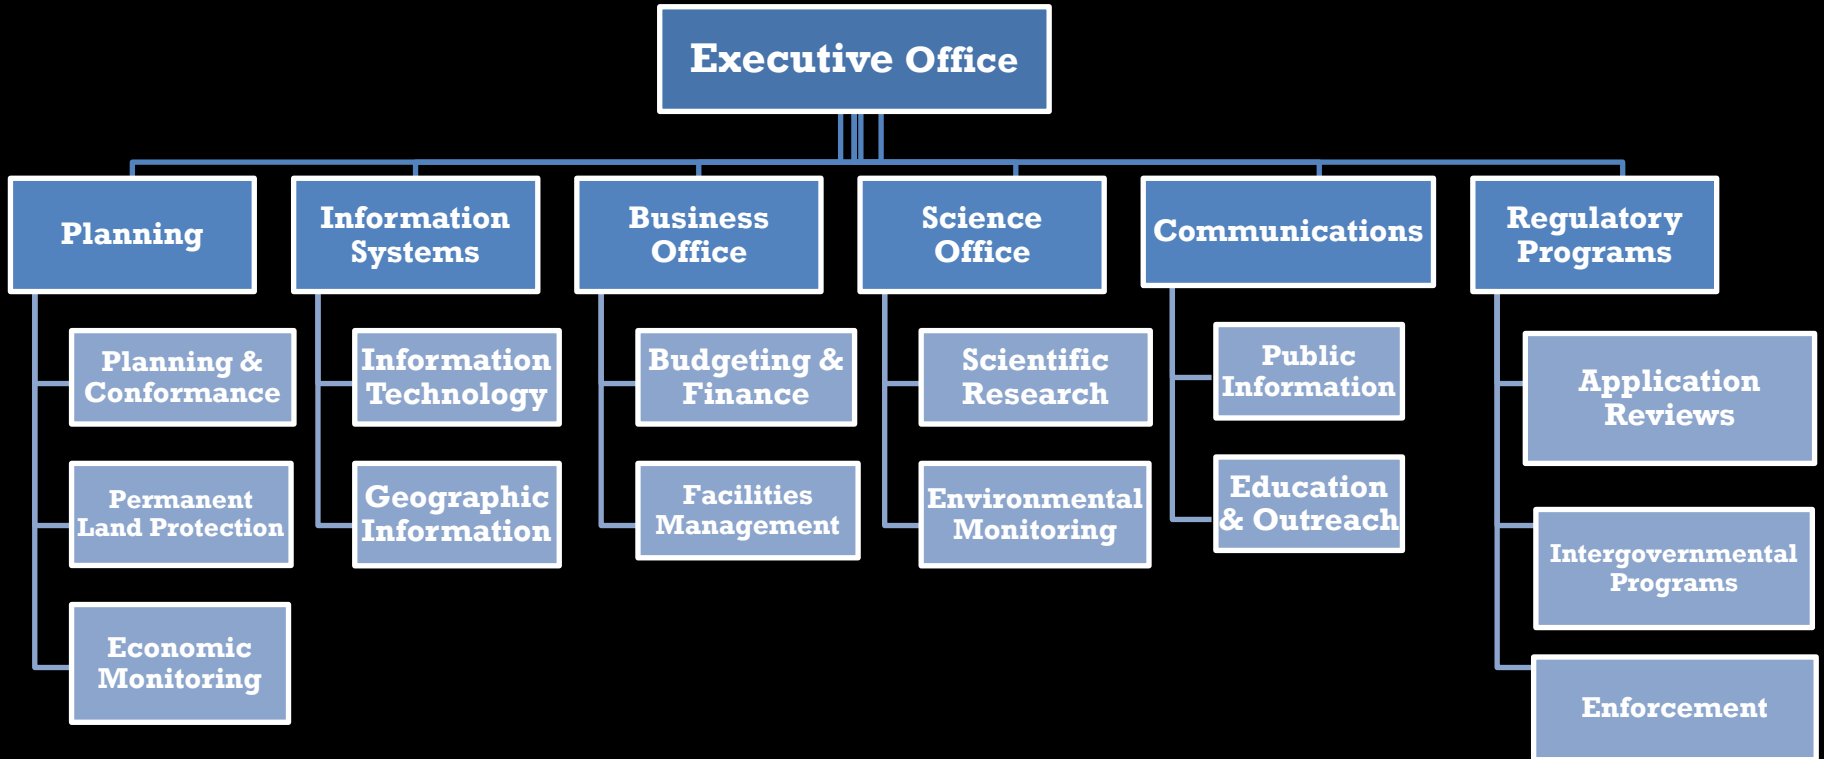 Executive Office
Planning
Information
Systems
Business
Office
Science
Office
Communications
Regulatory
Programs
Planning &
Conformance
Permanent
Land Protection
Economic
Monitoring
Information
Technology
Geographic
Information
Budgeting &
Finance
Facilities
Management
Scientific
Research
Environmental
Monitoring
Public
Information
Education
& Outreach
Application
Reviews
Intergovernmental
Programs
Enforcement